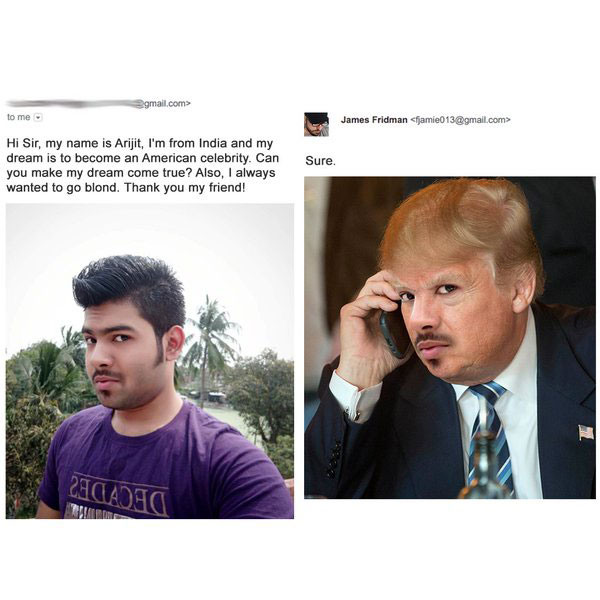 @gmail.com>
to me
Hi Sir, my name is Arijit, I'm from India and my
dream is to become an American celebrity. Can
you make my dream come true? Also, I always
wanted to go blond. Thank you my friend!
DECADES
James Fridman <fjamie013@gmail.com>
Sure.